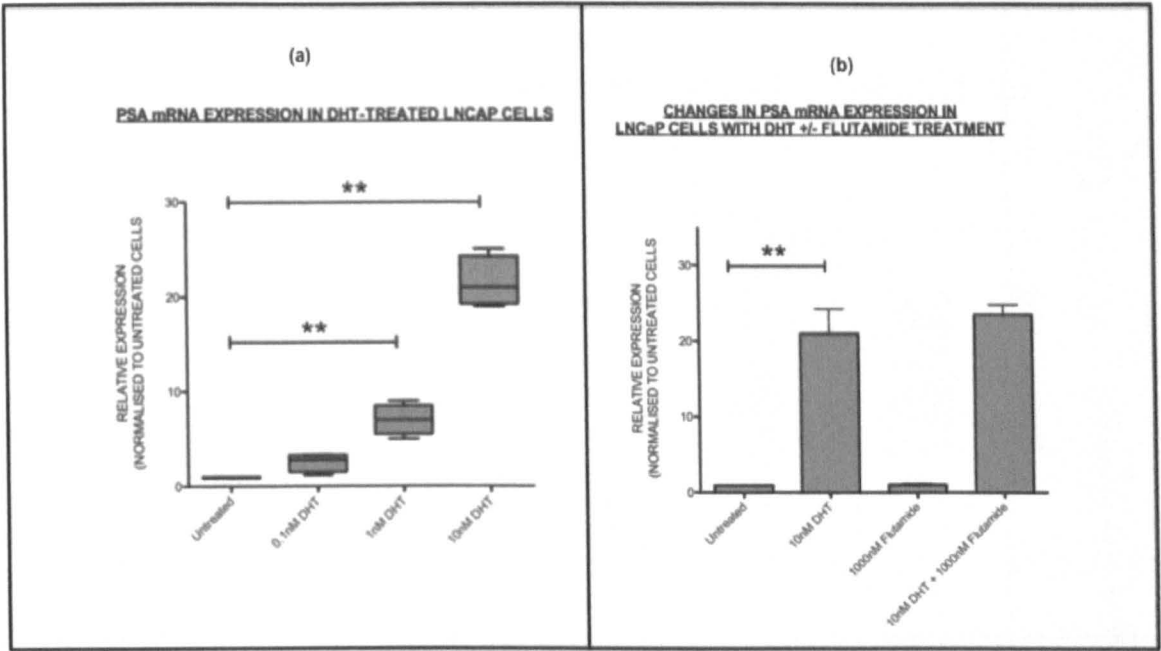 (a)
PSA mRNA EXPRESSION IN DHT-TREATED LNCAP CELLS
RELATIVE EXPRESSION
(NORMALISED TO UNTREATED CELLS
30
20
10
0
**
**
Untreated
0.1nM DHT
1nM DHT
10nM DHT
(b)
CHANGES IN PSA mRNA EXPRESSION IN
LNCaP CELLS WITH DHT +/- FLUTAMIDE TREATMENT
RELATIVE EXPRESSION
(NORMALISED TO UNTREATED CELLS
30
20
10
0
**
Untreated
10nM DHT
1000nM Flutamide
10nM DHT + 1000nM Flutamide